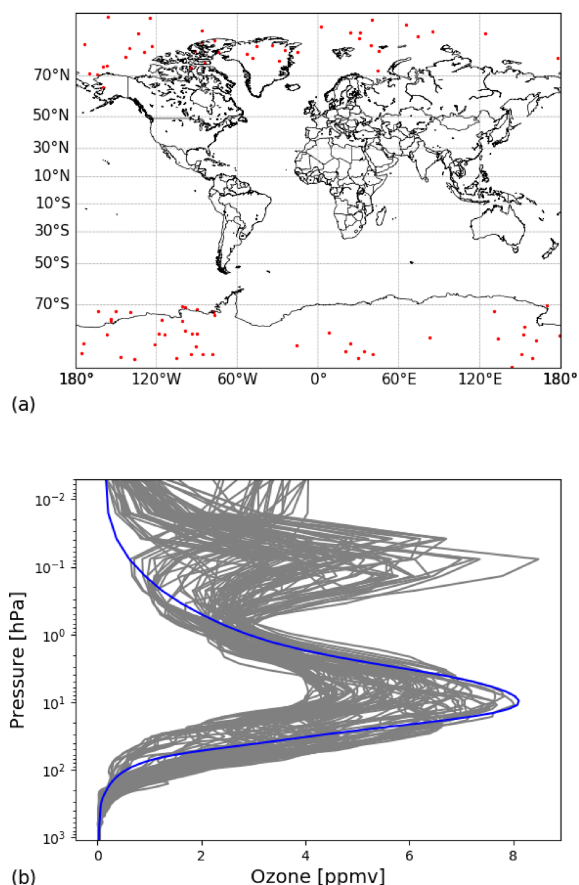 70°N
50°N
30°N
10°N
10°S
30°S
50°S
70°S
180° 120°W 60°W 0° 60°E 120°E 180°
(a)
10⁻²
10⁻¹
10⁰
10¹
10²
10³
Pressure [hPa]
0 2 4 6 8
Ozone [ppmv]
(b)